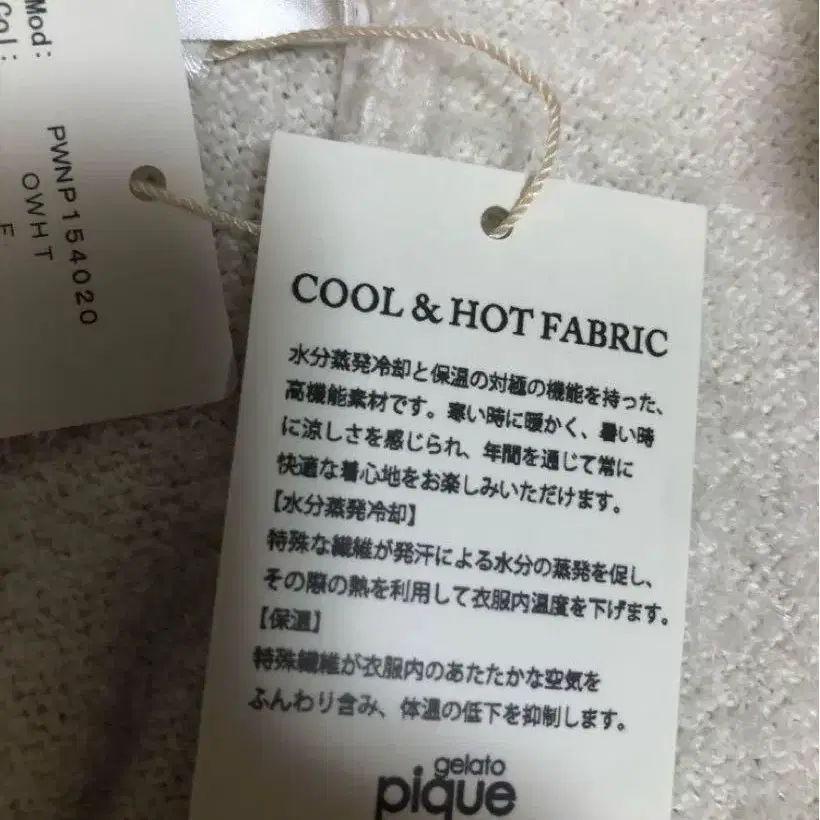 Mod:
Col:
PWNP154020
OWHT
F
COOL & HOT FABRIC
水分蒸発冷却と保温の対極の機能を持った、
高機能素材です。寒い時に暖かく、暑い時
に涼しさを感じられ、年間を通じて常に
快適な着心地をお楽しみいただけます。
【水分蒸発冷却】
特殊な繊維が発汗による水分の蒸発を促し、
その際の熱を利用して衣服内温度を下げます。
【保温】
特殊繊維が衣服内のあたたかな空気を
ふんわり含み、体温の低下を抑制します。
gelato
pique